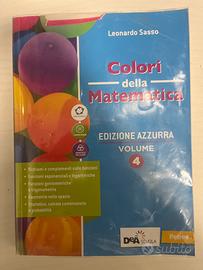 Leonardo Sasso
Colori
della
Matematica
EDIZIONE AZZURRA
VOLUME
4
Richiami e complementi sulle funzioni
Funzioni esponenziali e logaritmiche
Funzioni goniometriche
e trigonometria
Geometria nello spazio
Statistica, calcolo combinatorio
e probabilità
DeA SCUOLA
Petrini
Subito